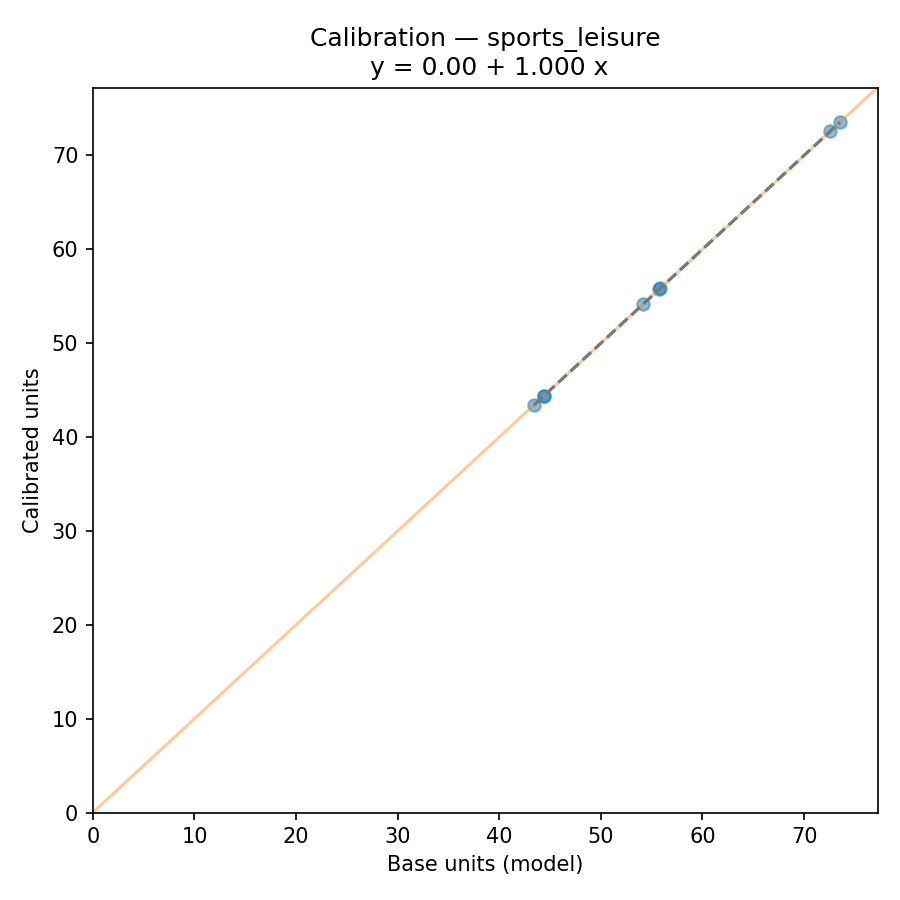 Calibration — sports_leisure
y = 0.00 + 1.000 x
Calibrated units
70
60
50
40
30
20
10
0
0 10 20 30 40 50 60 70
Base units (model)